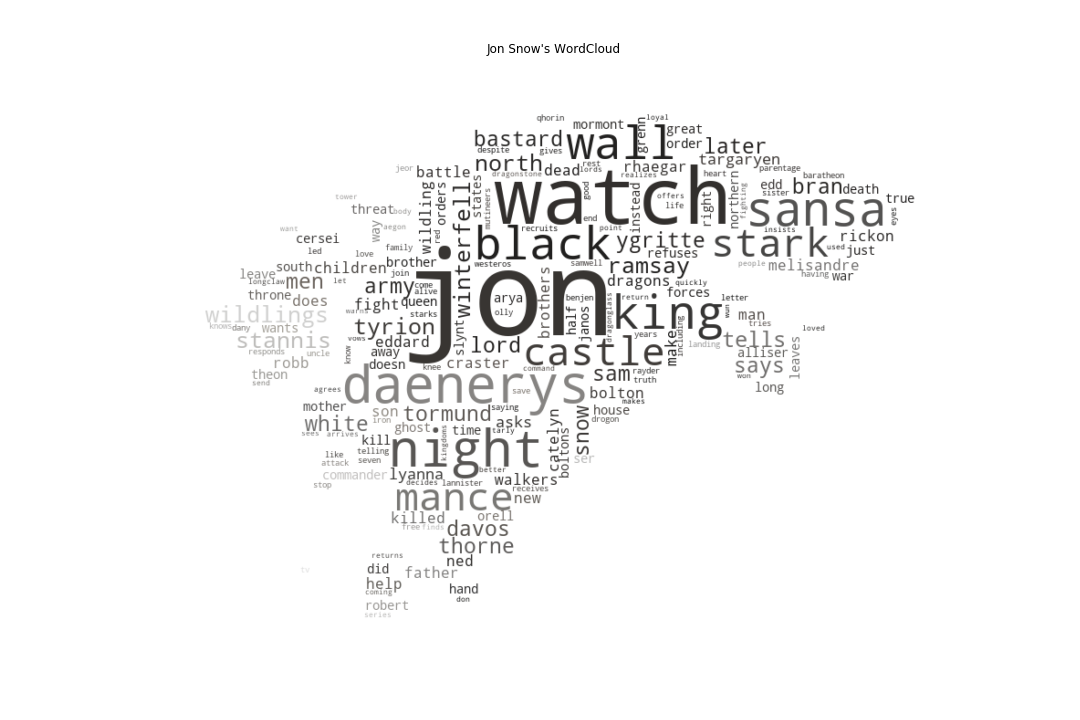 Jon Snow's WordCloud
qhorin
loyal
mormont
grenn
great
bastard
wall
order
later
despite
gives
targaryen
north
dead
rest
lords
rhaegar
parentage
jeor
battle
dragonstone
realizes
heart
baratheon
tower
wildling
orders
states
mutineers
watch
good
instead
offers
life
right
northern
fighting
edd
sister
bran
death
true
threat
body
way
aegon
red
winterfell
end
sansa
eyes
want
cersei
led
recruits
point
insists
love
family
black
ygritte
stark
used
rickon
just
refuses
south
children
brother
join
westeros
samwell
ramsay
people
melisandre
having
war
leave
longclaw
men
let
army
come
alive
jon
brothers
benjen
dragons
quickly
forces
letter
throne
does
fight
queen
arya
olly
half
janos
dragonglass
return
king
wun
man
tries
wildlings
warns
starks
knows
dany
wants
tyrion
slynt
years
make
including
loved
stannis
vows
eddard
lord
castle
landing
tells
leaves
responds
uncle
know
away
alliser
robb
doesn
knee
craster
command
sam
rayder
truth
says
won
theon
send
daenerys
save
bolton
long
agrees
makes
mother
son
iron
tormund
saying
house
drogon
white
ghost
time
asks
tarly
catelyn
snow
sees
arrives
kill
kingdoms
night
boltons
ser
like
telling
attack
seven
commander
lyanna
better
stop
decides
lannister
walkers
receives
mance
new
killed
orell
free
finds
davos
thorne
returns
ned
tv
did
father
help
coming
hand
don
robert
series